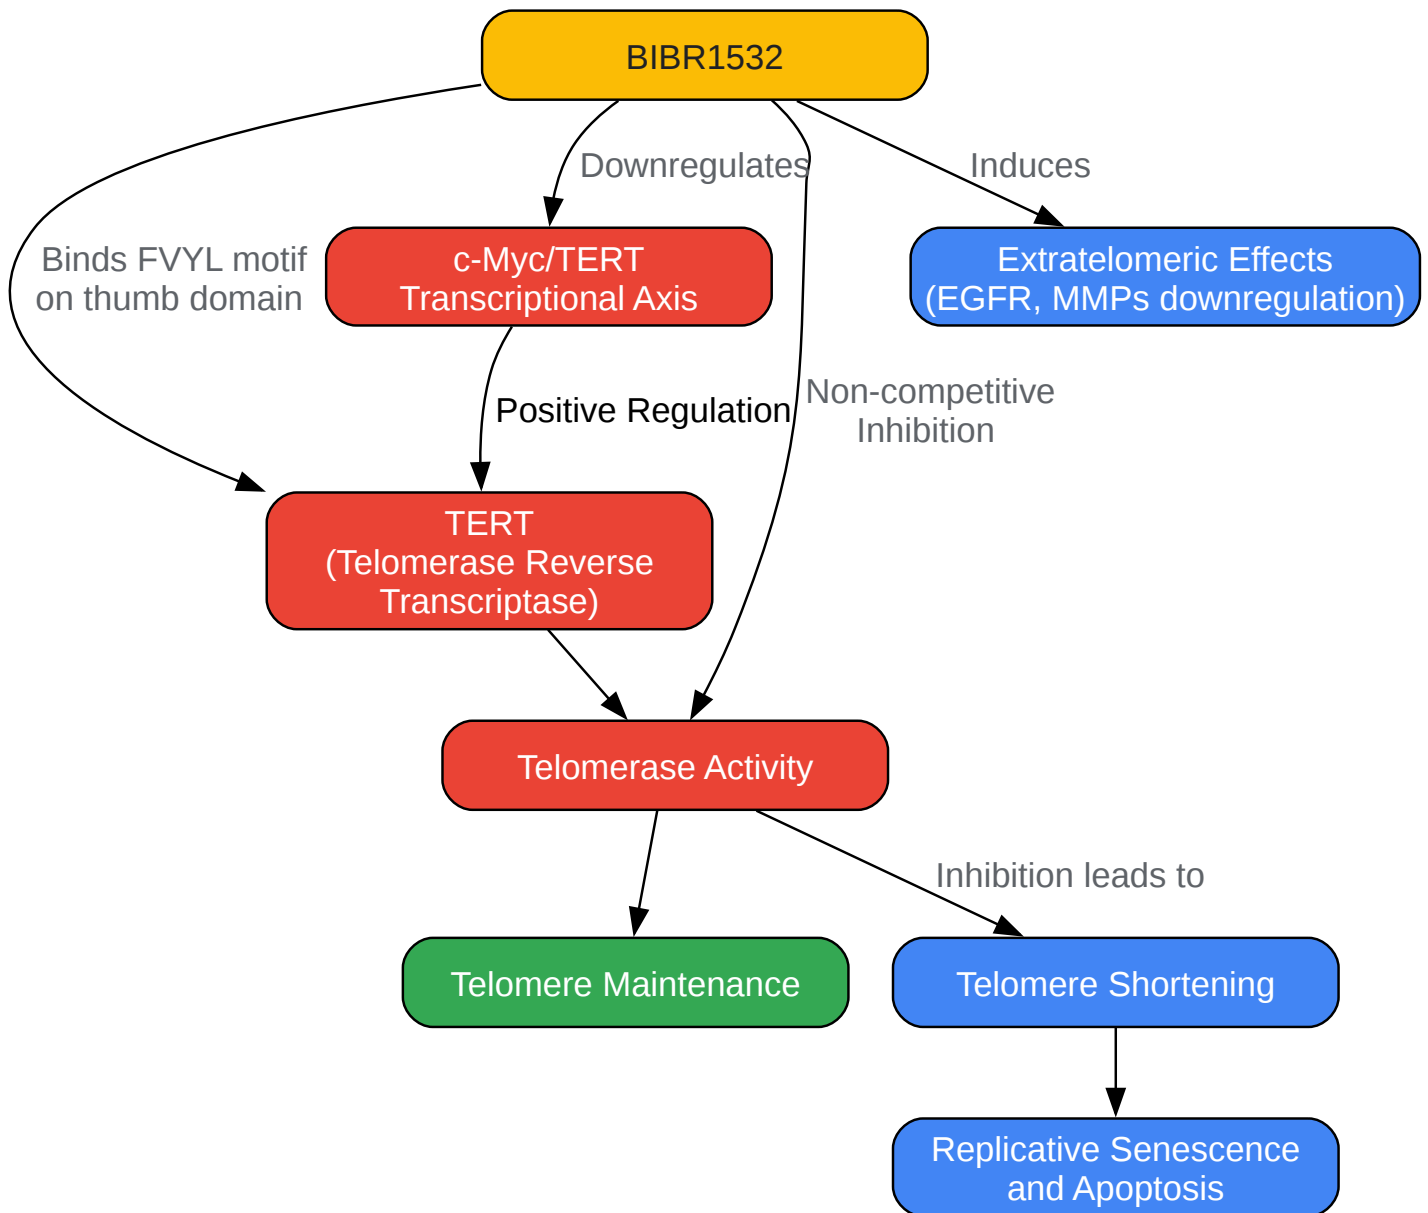 BIBR1532
Downregulates
Induces
Binds FVYL motif
on thumb domain
c-Myc/TERT
Transcriptional Axis
Extratelomeric Effects
(EGFR, MMPs downregulation)
Positive Regulation
Non-competitive
Inhibition
TERT
(Telomerase Reverse
Transcriptase)
Telomerase Activity
Inhibition leads to
Telomere Maintenance
Telomere Shortening
Replicative Senescence
and Apoptosis